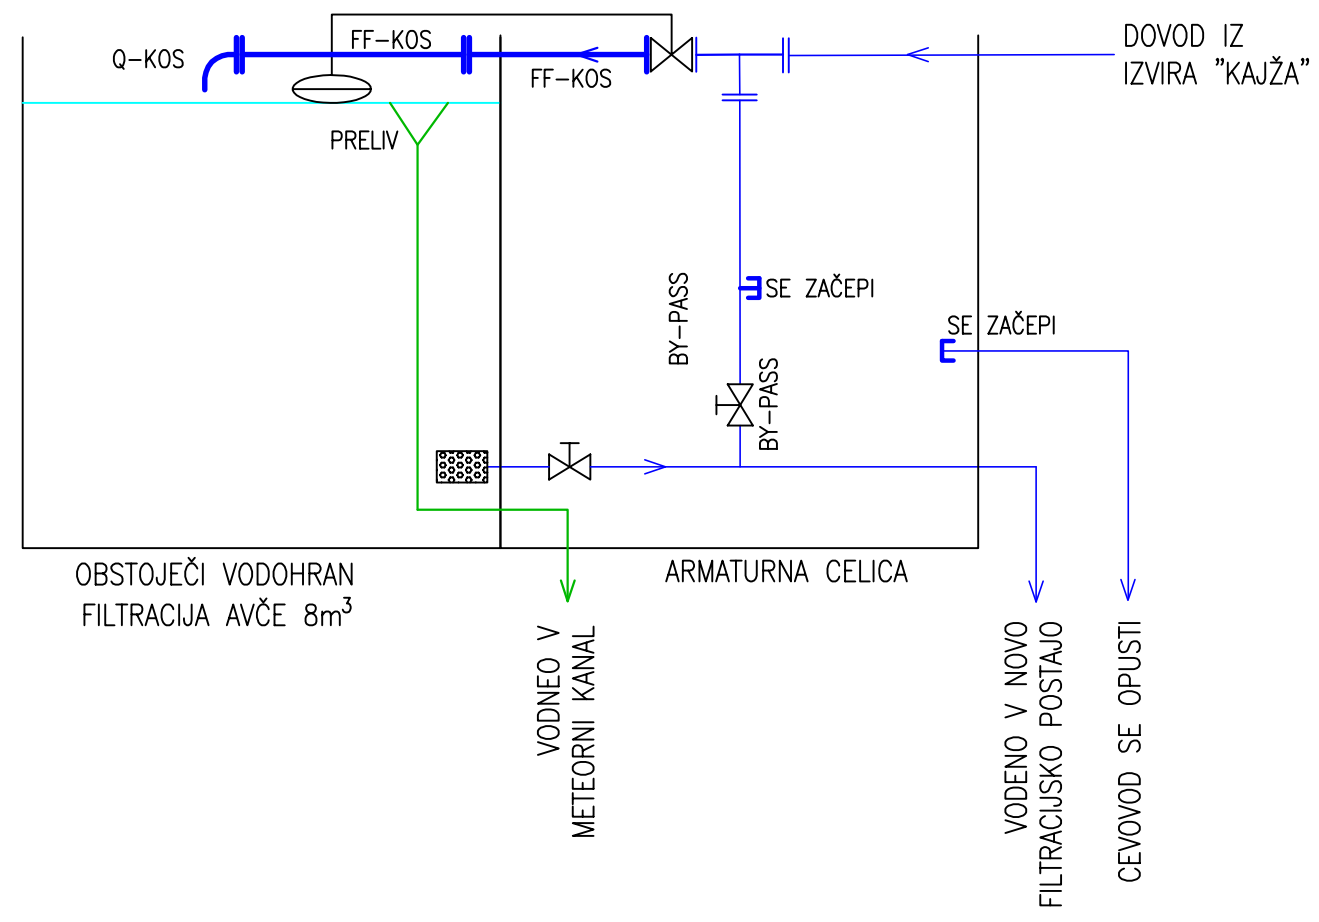 Q-KOS
FF-KOS
FF-KOS
DOVOD IZ
IZVIRA "KAJŽA"
PRELIV
BY-PASS
SE ZAČEPI
SE ZAČEPI
BY-PASS
OBSTOJEČI VODOHRAN
FILTRACIJA AVČE 8m³
ARMATURNA CELICA
VODNEO V
METEORNI KANAL
VODENO V NOVO
FILTRACIJSKO POSTAJO
CEVOVOD SE OPUSTI